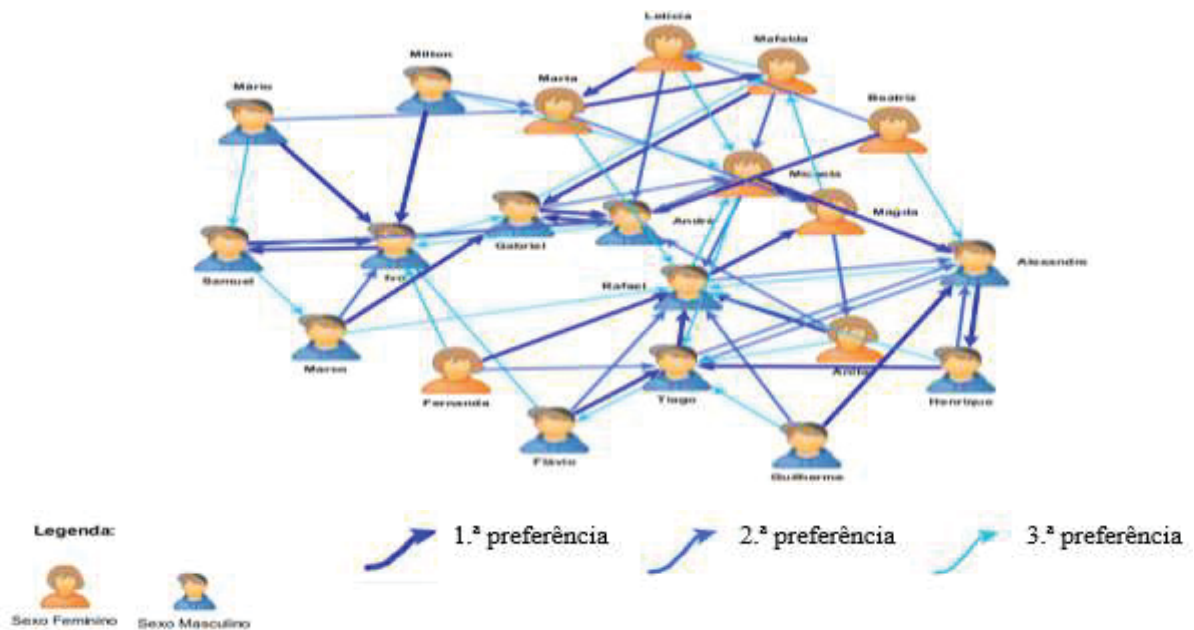 Letícia
Mafalda
Milton
Marta
Mário
Beatriz
Micaela
Magda
André
Gabriel
Alexandre
Samuel
Ivo
Rafael
Marco
Anita
Fernanda
Tiago
Henrique
Flávio
Guilherme
Legenda:
1.ª preferência
2.ª preferência
3.ª preferência
Sexo Feminino
Sexo Masculino